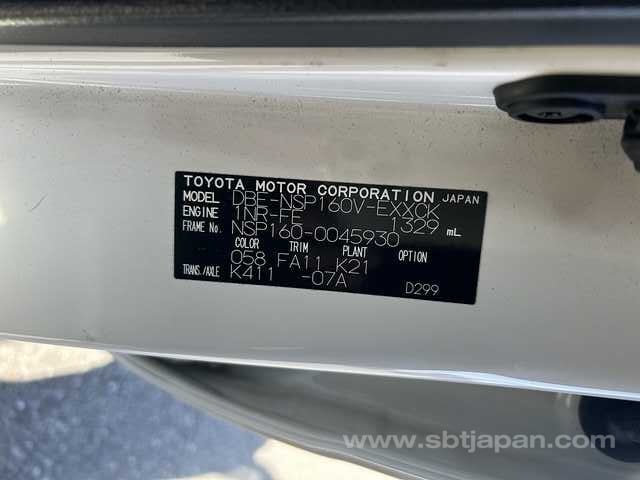 TOYOTA MOTOR CORPORATION JAPAN
MODEL DBE-NSP160V-EXXCK
ENGINE 1NR-FE 1329 mL
FRAME No. NSP160-0045930
COLOR TRIM PLANT OPTION
058 FA11 K21
TRANS./AXLE K411 -07A
D299
www.sbtjapan.com